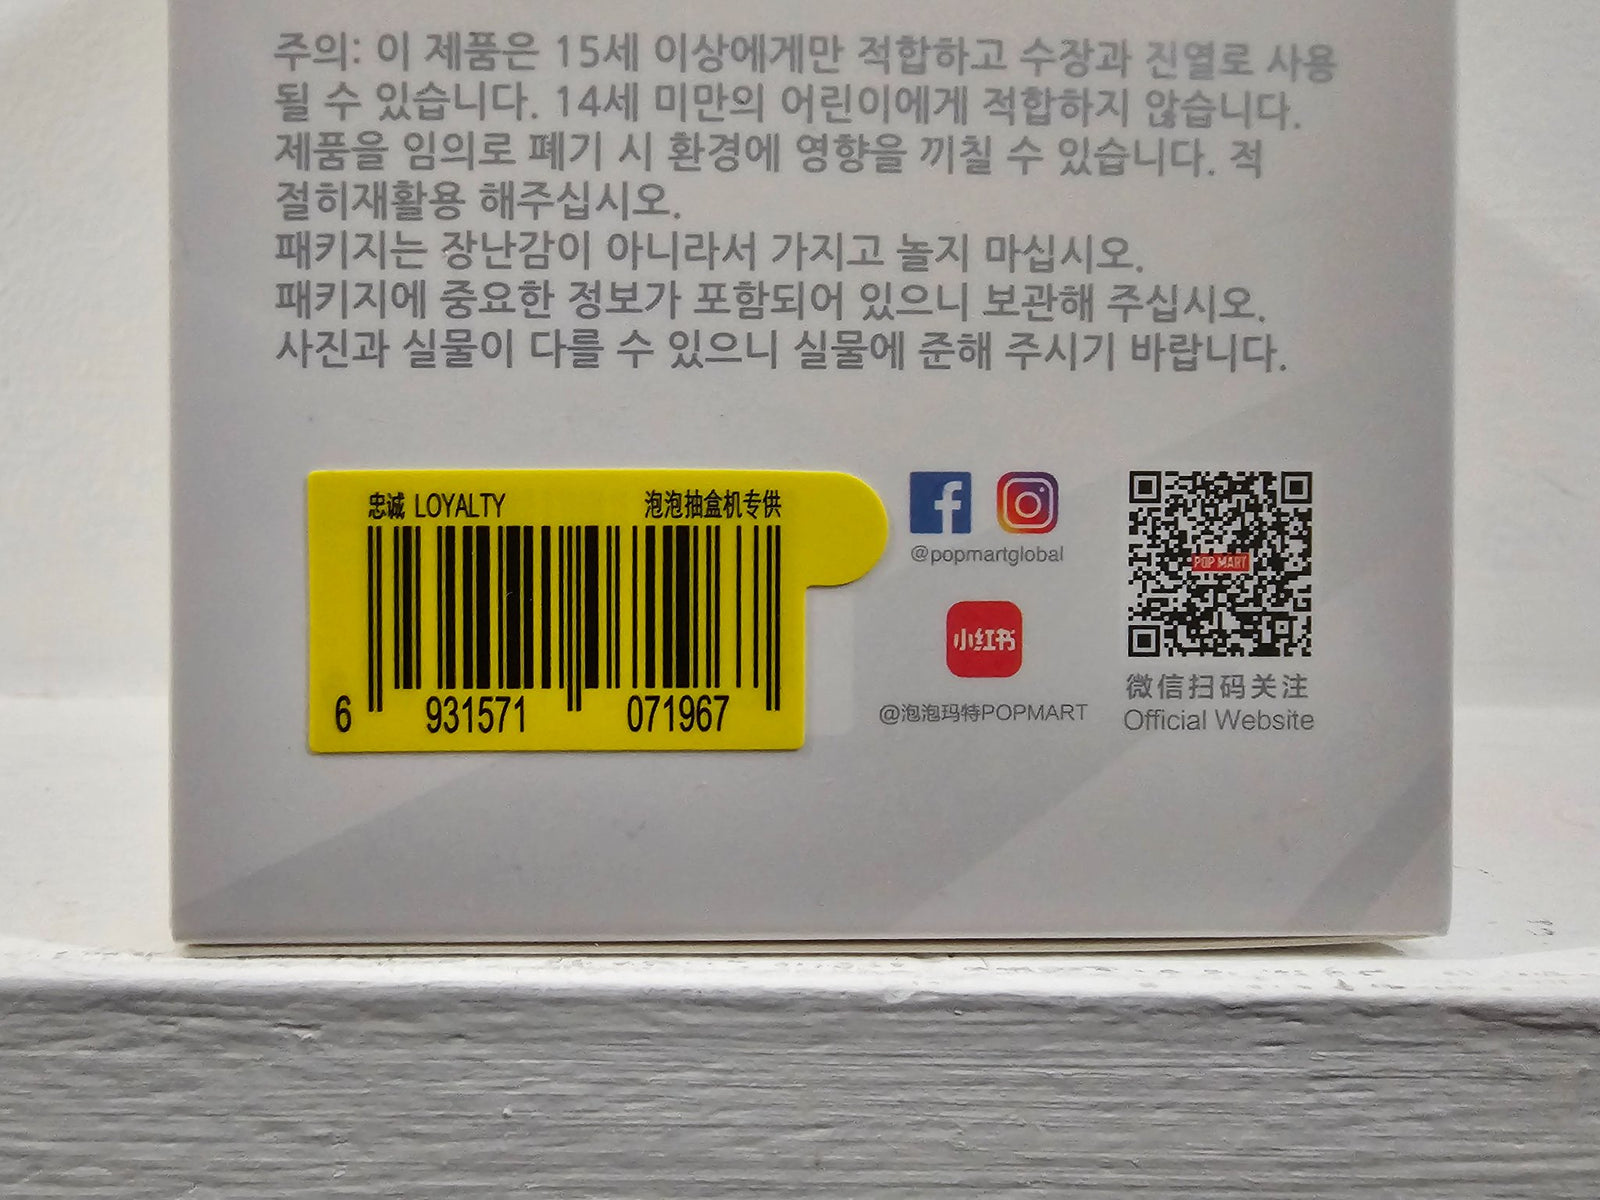 주의: 이 제품은 15세 이상에게만 적합하고 수장과 진열로 사용
될 수 있습니다. 14세 미만의 어린이에게 적합하지 않습니다.
제품을 임의로 폐기 시 환경에 영향을 끼칠 수 있습니다. 적
절히재활용 해주십시오.
패키지는 장난감이 아니라서 가지고 놀지 마십시오.
패키지에 중요한 정보가 포함되어 있으니 보관해 주십시오.
사진과 실물이 다를 수 있으니 실물에 준해 주시기 바랍니다.
忠诚 LOYALTY 泡泡抽盒机专供
6 931571 071967
@popmartglobal
小红书
@泡泡玛特POPMART
POP MART
微信扫码关注
Official Website